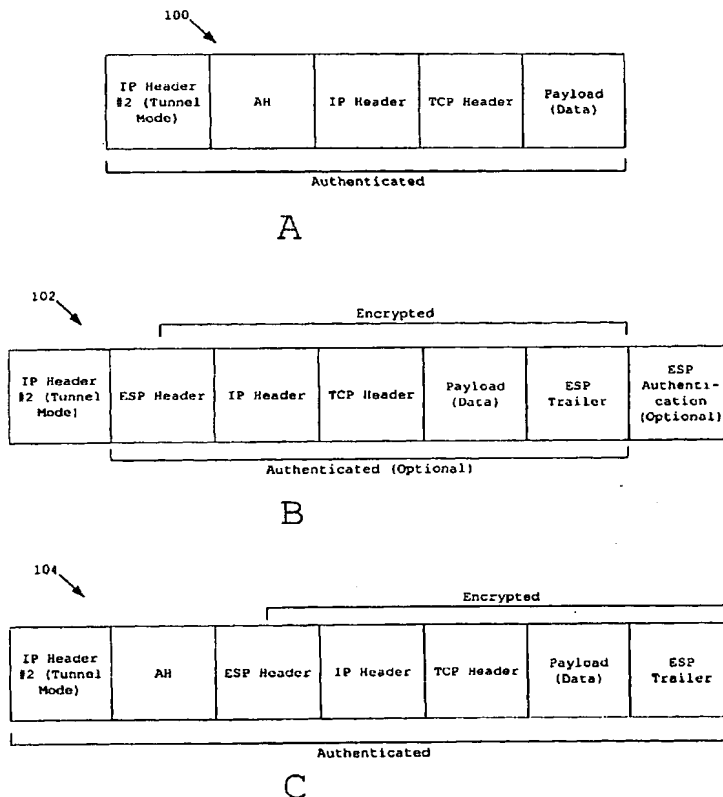 100
IP Header
#2 (Tunnel
Mode)
AH
IP Header
TCP Header
Payload
(Data)
Authenticated
A
102
Encrypted
IP Header
#2 (Tunnel
Mode)
ESP Header
IP Header
TCP Header
Payload
(Data)
ESP
Trailer
ESP
Authenti-
cation
(Optional)
Authenticated (Optional)
B
104
Encrypted
IP Header
#2 (Tunnel
Mode)
AH
ESP Header
IP Header
TCP Header
Payload
(Data)
ESP
Trailer
Authenticated
C